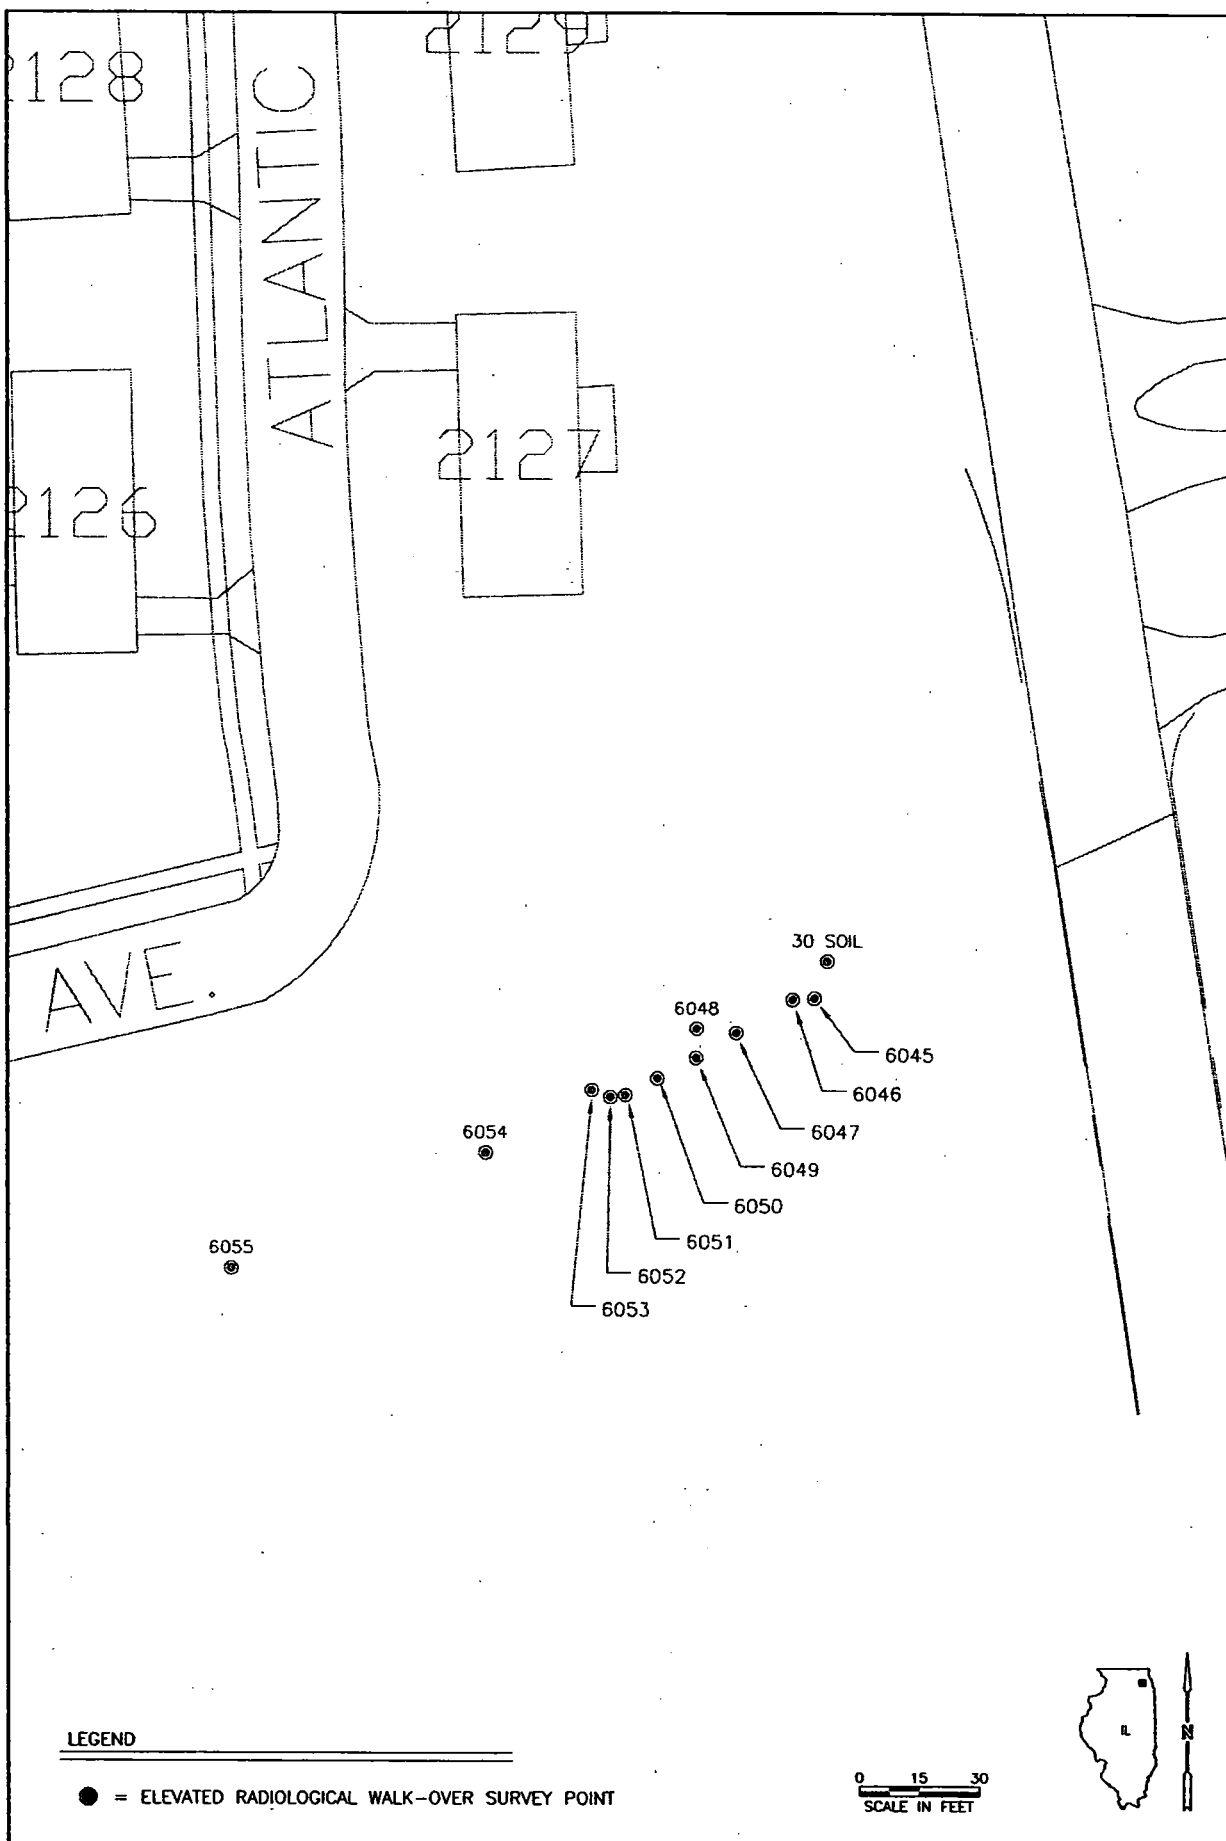 2128
2129
ATLANTIC
2127
2126
AVE.
30 SOIL
6048
6045
6046
6047
6054
6049
6050
6051
6055
6052
6053
LEGEND
= ELEVATED RADIOLOGICAL WALK-OVER SURVEY POINT
0 15 30
SCALE IN FEET
IL
N